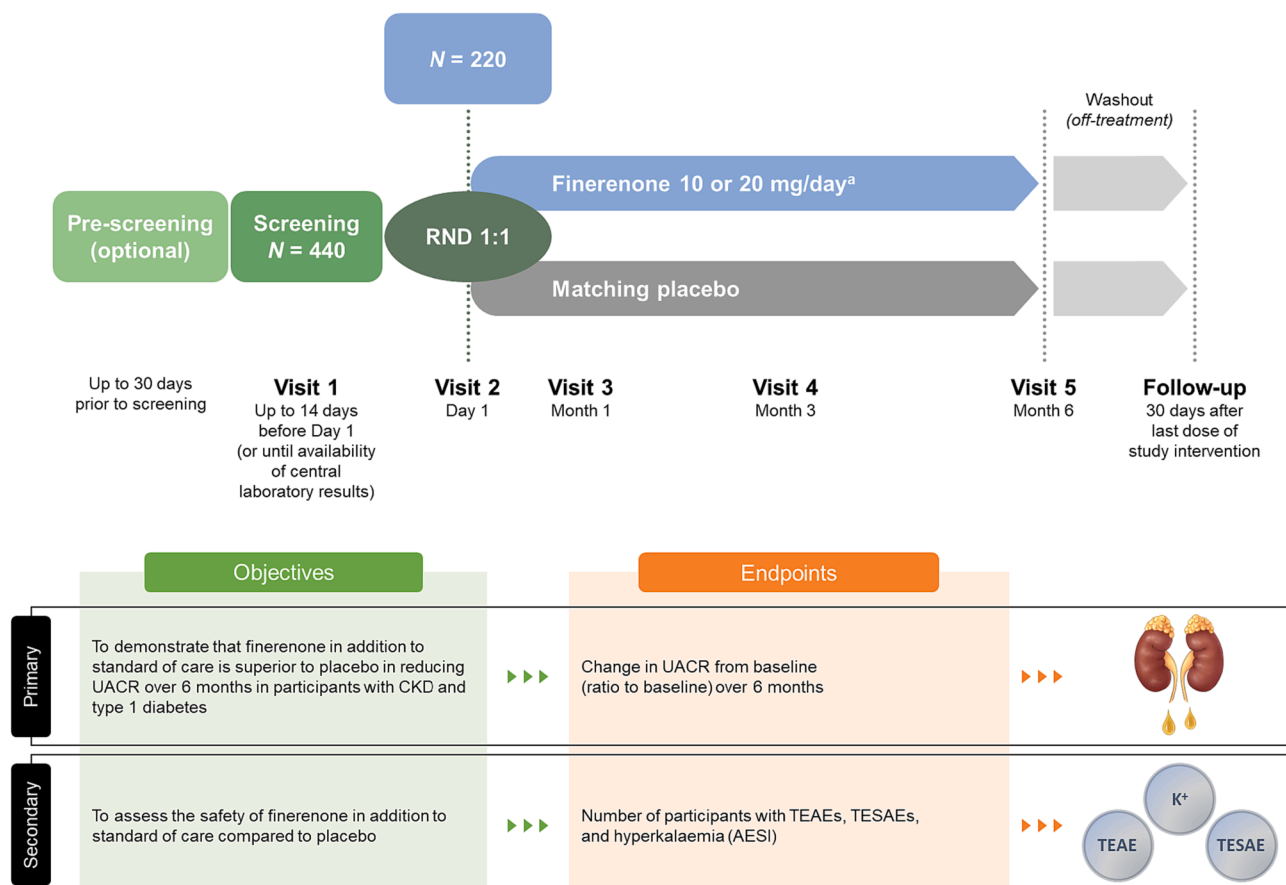 N = 220
Washout
(off-treatment)
Finerenone 10 or 20 mg/dayᵃ
Pre-screening
(optional)
Screening
N = 440
RND 1:1
Matching placebo
Up to 30 days
prior to screening
Visit 1
Up to 14 days
before Day 1
(or until availability
of central
laboratory results)
Visit 2
Day 1
Visit 3
Month 1
Visit 4
Month 3
Visit 5
Month 6
Follow-up
30 days after
last dose of
study intervention
Objectives
Endpoints
Primary
To demonstrate that finerenone in addition to
standard of care is superior to placebo in reducing
UACR over 6 months in participants with CKD and
type 1 diabetes
Change in UACR from baseline
(ratio to baseline) over 6 months
Secondary
To assess the safety of finerenone in addition to
standard of care compared to placebo
Number of participants with TEAEs, TESAEs,
and hyperkalaemia (AESI)
K⁺
TEAE
TESAE